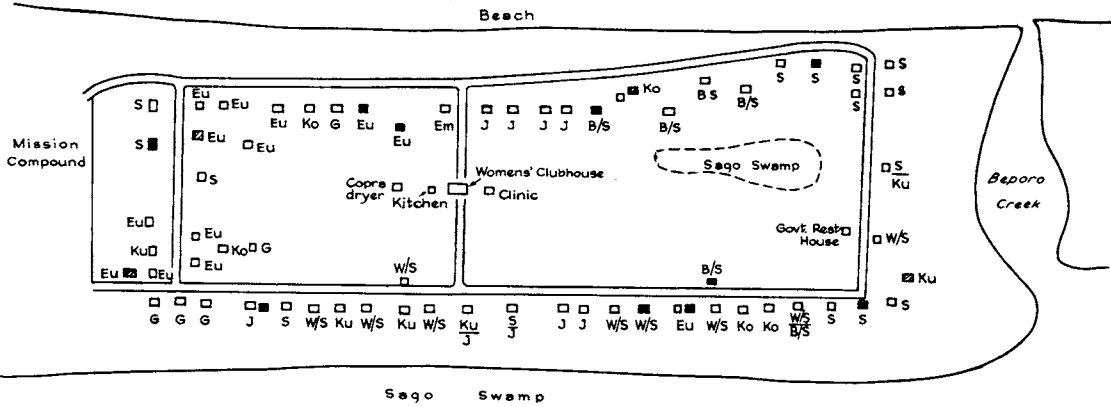 Beach
S
S
S
S
S
Ko
B S
B/S
S
S
Eu
Eu
Eu
Ko
G
Eu
Em
J
J
J
J
B/S
B/S
Eu
Mission
Compound
S
Eu
Eu
S
Sago Swamp
S
Ku
Beporo
Creek
Womens' Clubhouse
Copra
dryer
Kitchen
Clinic
Eu
Ku
Eu
Ko
G
Eu
Govt. Rest
House
W/S
Eu
Eu
W/S
B/S
Ku
S
G
G
G
J
S
W/S
Ku
W/S
Ku
W/S
Ku
J
S
J
J
J
W/S
W/S
Eu
W/S
Ko
Ko
W/S
B/S
S
S
Sago Swamp